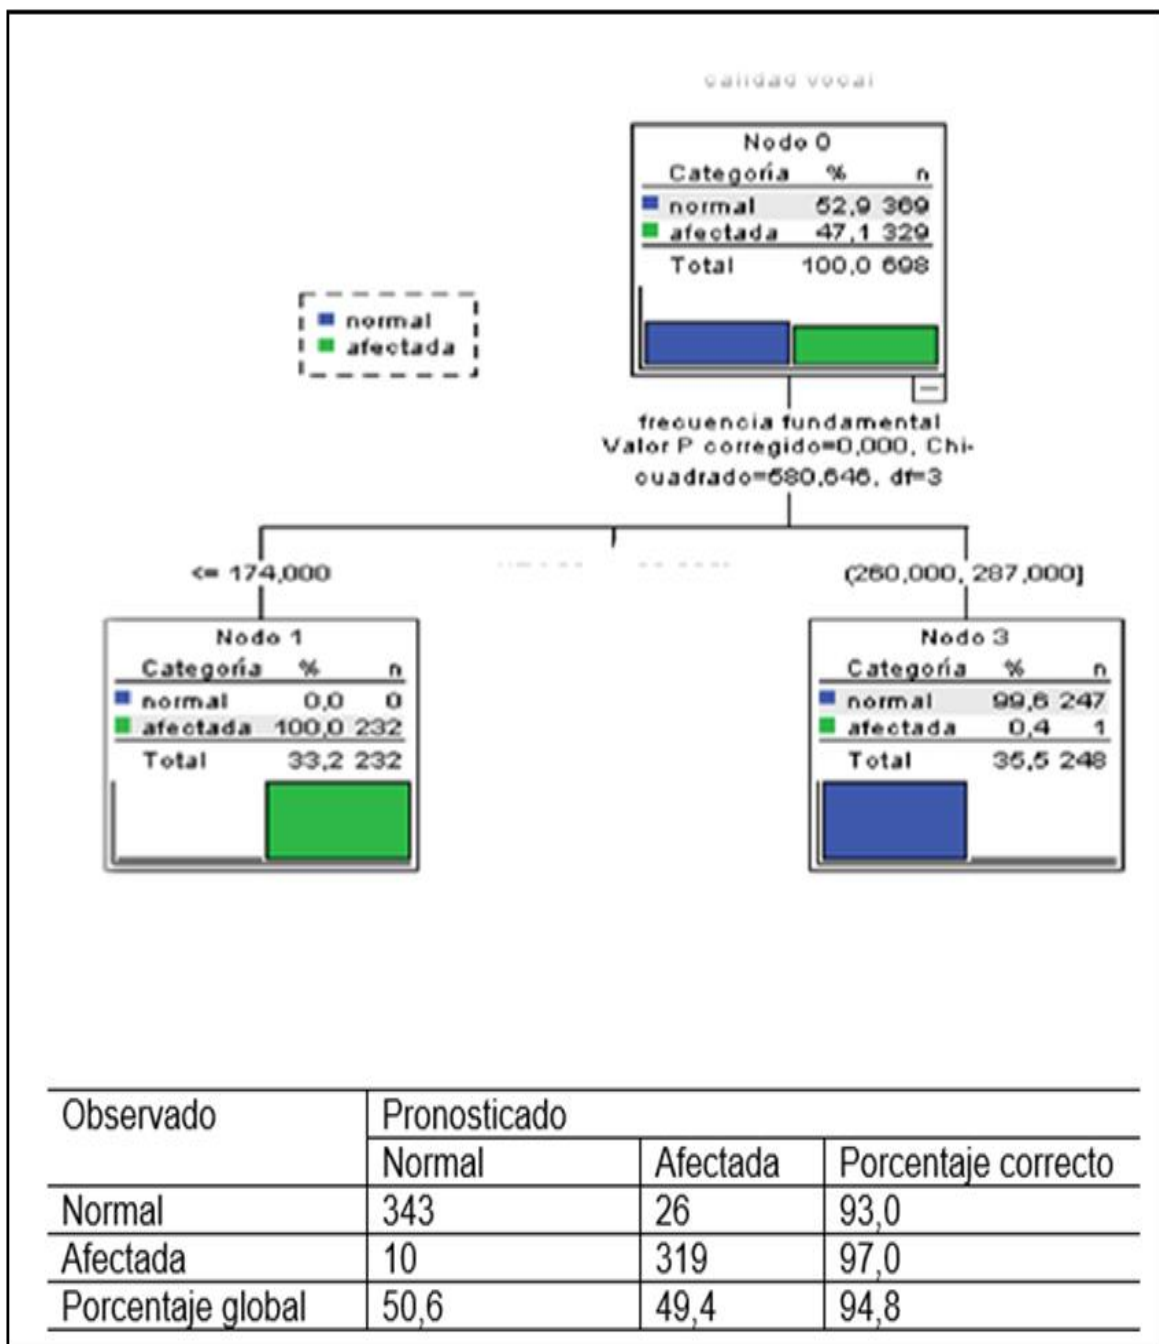 calidad vocal
Nodo 0
Categoría % n
normal 52,9 369
afectada 47,1 329
Total 100,0 698
normal
afectada
frecuencia fundamental
Valor P corregido=0,000, Chi-
cuadrado=580,646, df=3
<= 174,000
(260,000, 287,000]
Nodo 1
Categoría % n
normal 0,0 0
afectada 100,0 232
Total 33,2 232
Nodo 3
Categoría % n
normal 99,6 247
afectada 0,4 1
Total 35,5 248
Observado Pronosticado
Normal Afectada Porcentaje correcto
Normal 343 26 93,0
Afectada 10 319 97,0
Porcentaje global 50,6 49,4 94,8